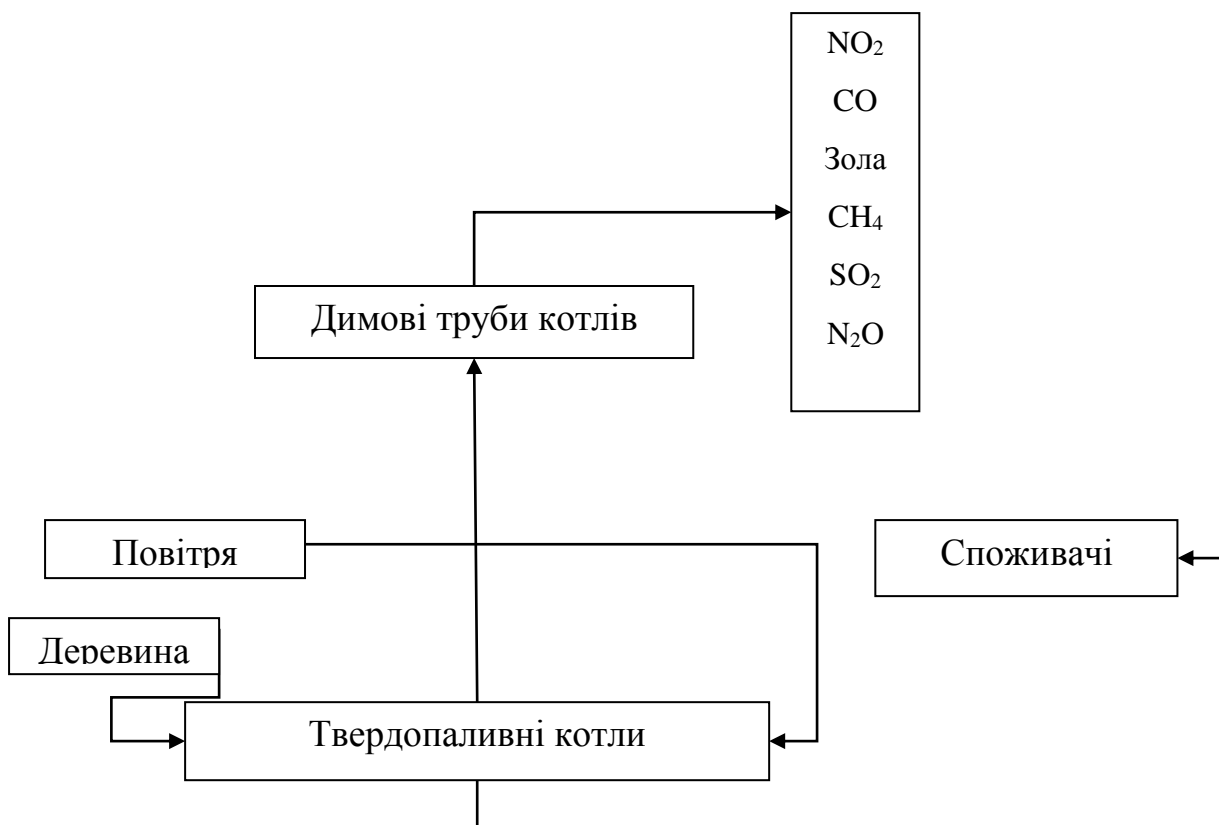 NO₂
CO
Зола
CH₄
SO₂
N₂O
Димові труби котлів
Повітря
Споживачі
Деревина
Твердопаливні котли